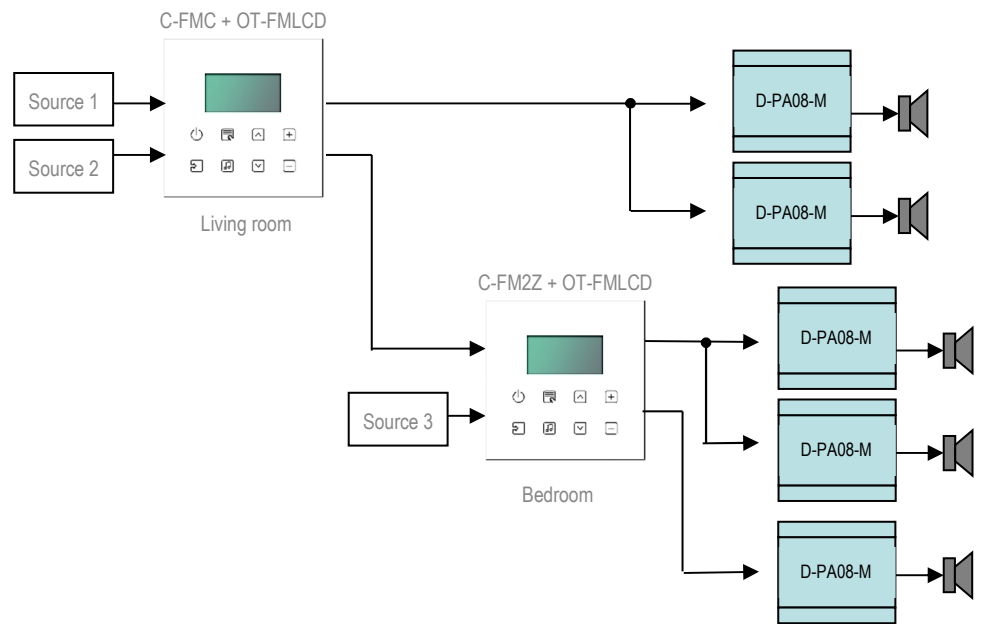 C-FMC + OT-FMLCD
Source 1
Source 2
Living room
D-PA08-M
D-PA08-M
C-FM2Z + OT-FMLCD
Source 3
Bedroom
D-PA08-M
D-PA08-M
D-PA08-M